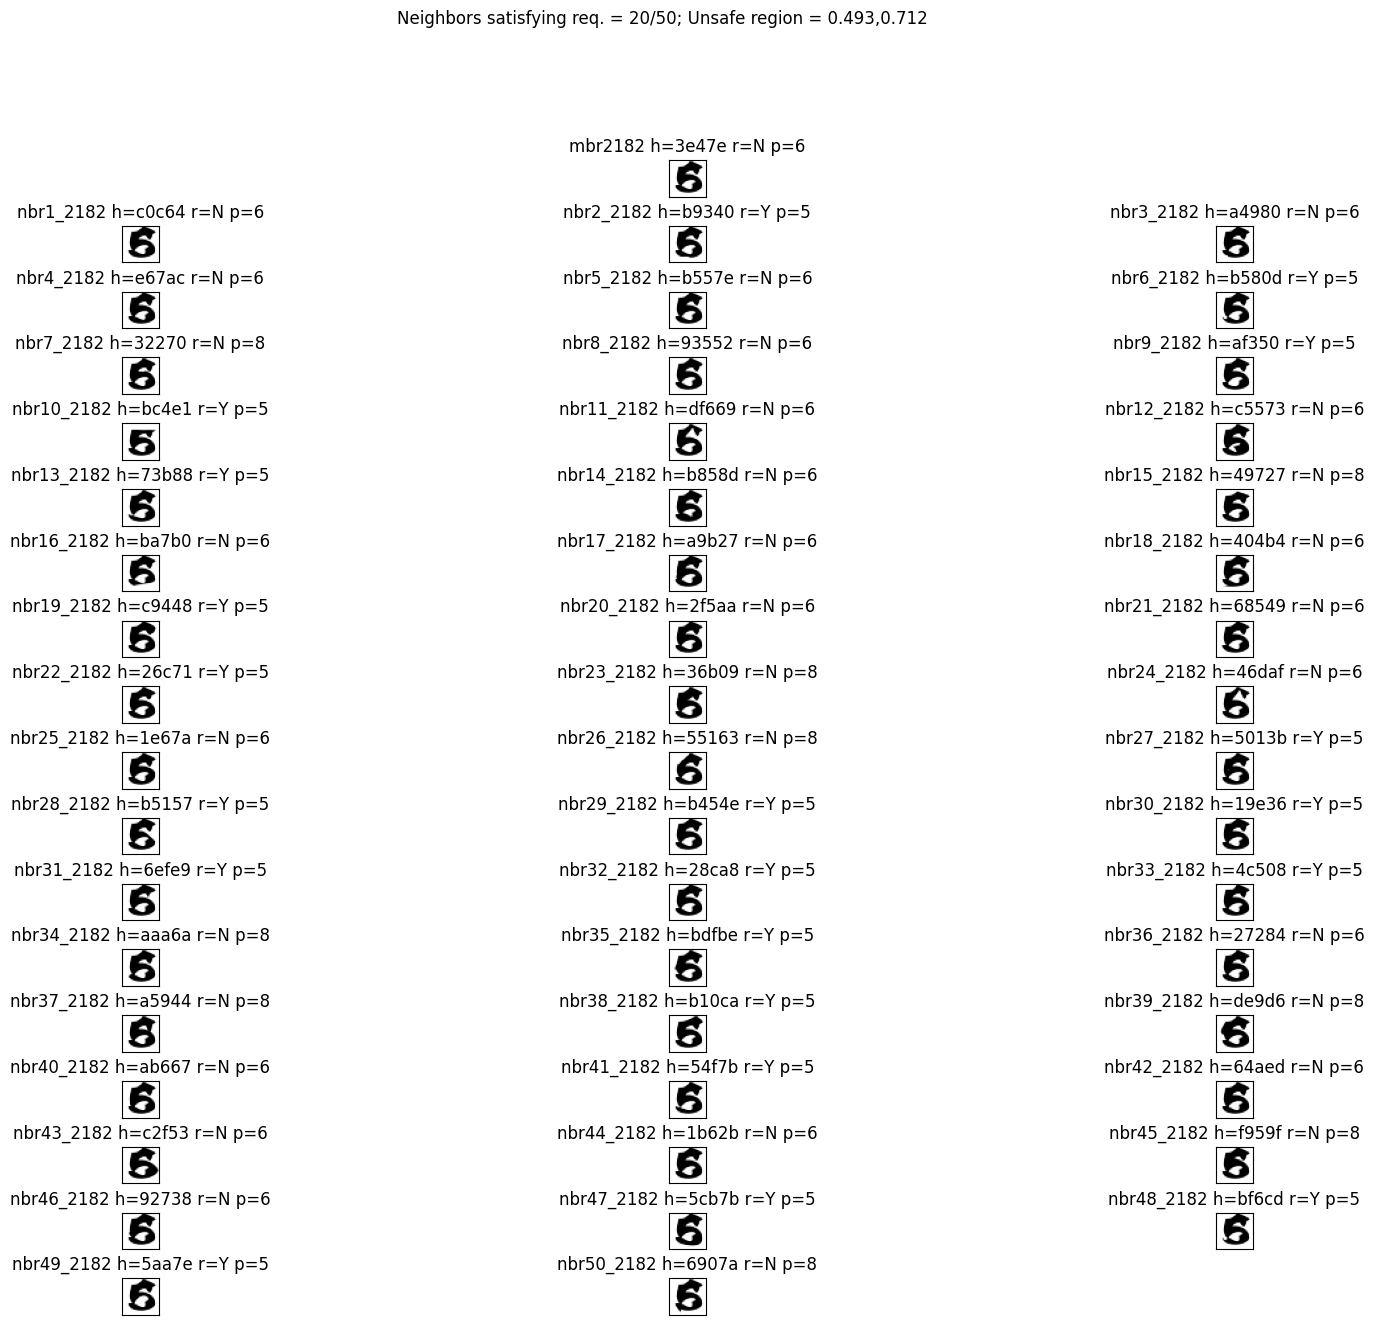 Neighbors satisfying req. = 20/50; Unsafe region = 0.493,0.712
mbr2182 h=3e47e r=N p=6
nbr1_2182 h=c0c64 r=N p=6
nbr2_2182 h=b9340 r=Y p=5
nbr3_2182 h=a4980 r=N p=6
nbr4_2182 h=e67ac r=N p=6
nbr5_2182 h=b557e r=N p=6
nbr6_2182 h=b580d r=Y p=5
nbr7_2182 h=32270 r=N p=8
nbr8_2182 h=93552 r=N p=6
nbr9_2182 h=af350 r=Y p=5
nbr10_2182 h=bc4e1 r=Y p=5
nbr11_2182 h=df669 r=N p=6
nbr12_2182 h=c5573 r=N p=6
nbr13_2182 h=73b88 r=Y p=5
nbr14_2182 h=b858d r=N p=6
nbr15_2182 h=49727 r=N p=8
nbr16_2182 h=ba7b0 r=N p=6
nbr17_2182 h=a9b27 r=N p=6
nbr18_2182 h=404b4 r=N p=6
nbr19_2182 h=c9448 r=Y p=5
nbr20_2182 h=2f5aa r=N p=6
nbr21_2182 h=68549 r=N p=6
nbr22_2182 h=26c71 r=Y p=5
nbr23_2182 h=36b09 r=N p=8
nbr24_2182 h=46daf r=N p=6
nbr25_2182 h=1e67a r=N p=6
nbr26_2182 h=55163 r=N p=8
nbr27_2182 h=5013b r=Y p=5
nbr28_2182 h=b5157 r=Y p=5
nbr29_2182 h=b454e r=Y p=5
nbr30_2182 h=19e36 r=Y p=5
nbr31_2182 h=6efe9 r=Y p=5
nbr32_2182 h=28ca8 r=Y p=5
nbr33_2182 h=4c508 r=Y p=5
nbr34_2182 h=aaa6a r=N p=8
nbr35_2182 h=bdfbe r=Y p=5
nbr36_2182 h=27284 r=N p=6
nbr37_2182 h=a5944 r=N p=8
nbr38_2182 h=b10ca r=Y p=5
nbr39_2182 h=de9d6 r=N p=8
nbr40_2182 h=ab667 r=N p=6
nbr41_2182 h=54f7b r=Y p=5
nbr42_2182 h=64aed r=N p=6
nbr43_2182 h=c2f53 r=N p=6
nbr44_2182 h=1b62b r=N p=6
nbr45_2182 h=f959f r=N p=8
nbr46_2182 h=92738 r=N p=6
nbr47_2182 h=5cb7b r=Y p=5
nbr48_2182 h=bf6cd r=Y p=5
nbr49_2182 h=5aa7e r=Y p=5
nbr50_2182 h=6907a r=N p=8